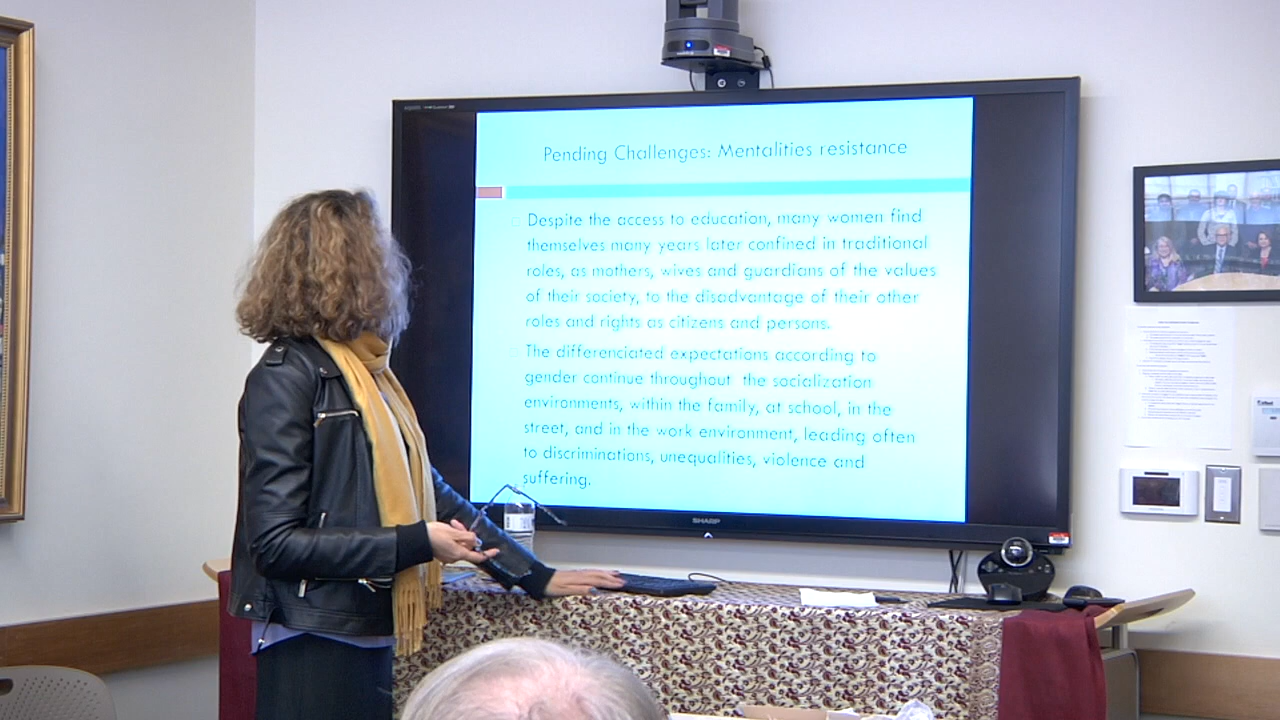 Pending Challenges: Mentalities resistance
Despite the access to education, many women find
themselves many years later confined in traditional
roles, as mothers, wives and guardians of the values
of their society, to the disadvantage of their other
roles and rights as citizens and persons.
The differenciated expectations according to
gender continue throughout the socialization
environments, within the family, at school, in the
street, and in the work environment, leading often
to discriminations, unequalities, violence and
suffering.
SHARP